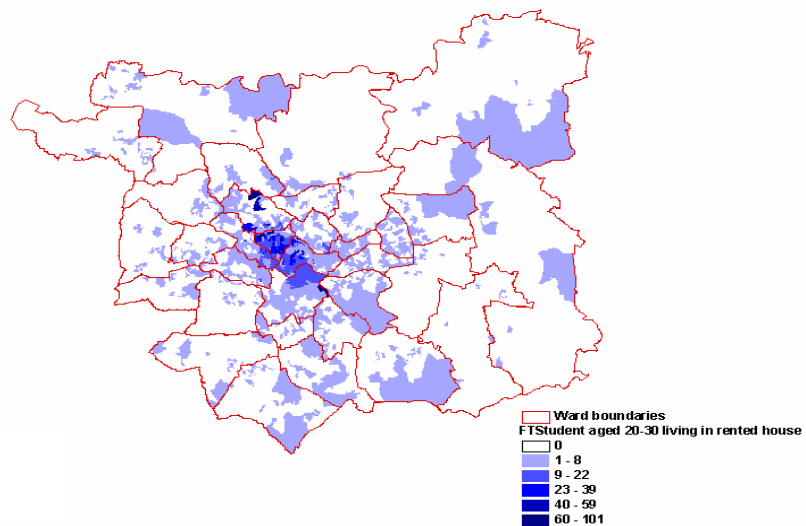 Ward boundaries
FTStudent aged 20-30 living in rented house
0
1 - 8
9 - 22
23 - 39
40 - 59
60 - 101